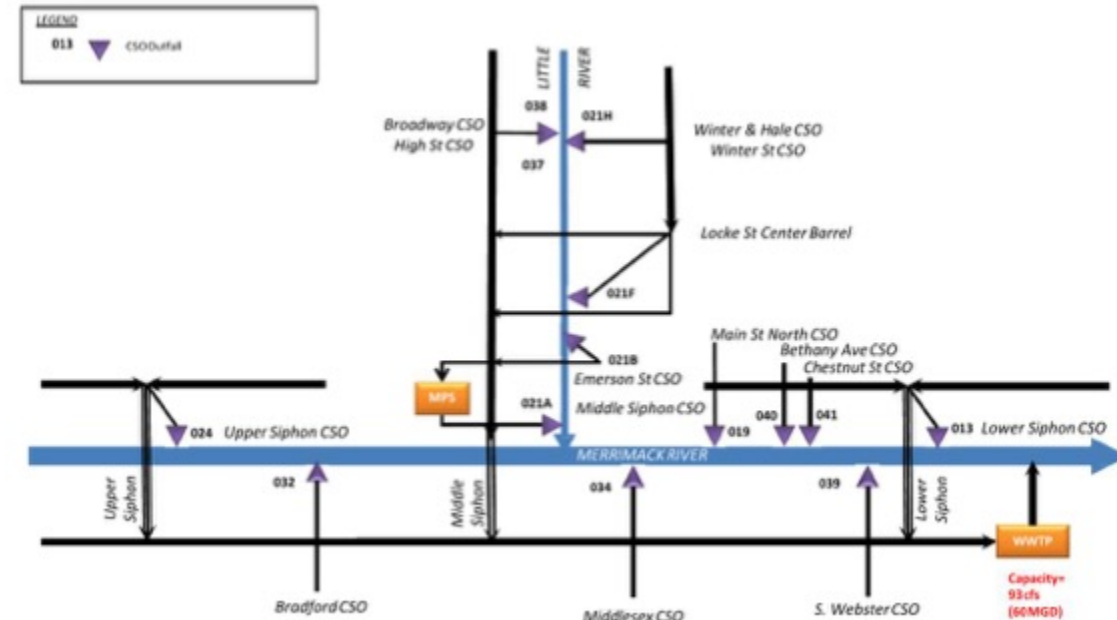 LEGEND
013
CSO Outfall
LITTLE
RIVER
038
021H
Broadway CSO
High St CSO
Winter & Hale CSO
Winter St CSO
037
Locke St Center Barrel
021F
Main St North CSO
Bethany Ave CSO
Chestnut St CSO
021B
Emerson St CSO
MPS
021A
Middle Siphon CSO
024
Upper Siphon CSO
019
040
041
013
Lower Siphon CSO
MERRIMACK RIVER
032
034
039
Upper
Siphon
Middle
Siphon
Lower
Siphon
WWTP
Capacity=
93cfs
(60MGD)
Bradford CSO
Middlesex CSO
S. Webster CSO